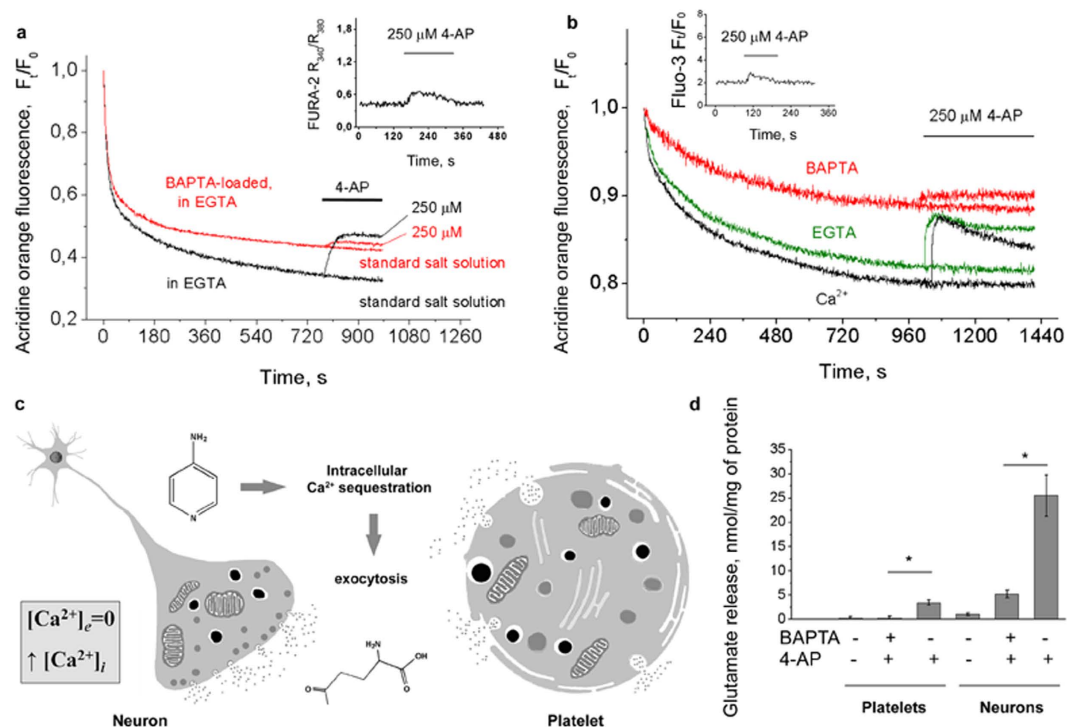 a
Acridine orange fluorescence, Ft/F0
1,0
0,8
0,6
0,4
0,2
0 180 360 540 720 900 1080 1260
Time, s
BAPTA-loaded,
in EGTA
in EGTA
4-AP
250 µM
250 µM
standard salt solution
standard salt solution
FURA-2 R340/R380
1,8
1,2
0,6
0,0
250 µM 4-AP
0 120 240 360 480
Time, s
b
Acridine orange fluorescence, Ft/F0
1,0
0,9
0,8
0 240 480 720 960 1200 1440
Time, s
BAPTA
EGTA
Ca2+
250 µM 4-AP
Fluo-3 Ft/F0
8
6
4
2
0
250 µM 4-AP
0 120 240 360
Time, s
c
NH2
N
Intracellular
Ca2+ sequestration
exocytosis
[Ca2+]e=0
↑ [Ca2+]i
H2N
O
OH
O
Neuron
Platelet
d
Glutamate release, nmol/mg of protein
35
30
25
20
15
10
5
0
*
*
BAPTA - + - - + -
4-AP - + + - + +
Platelets Neurons